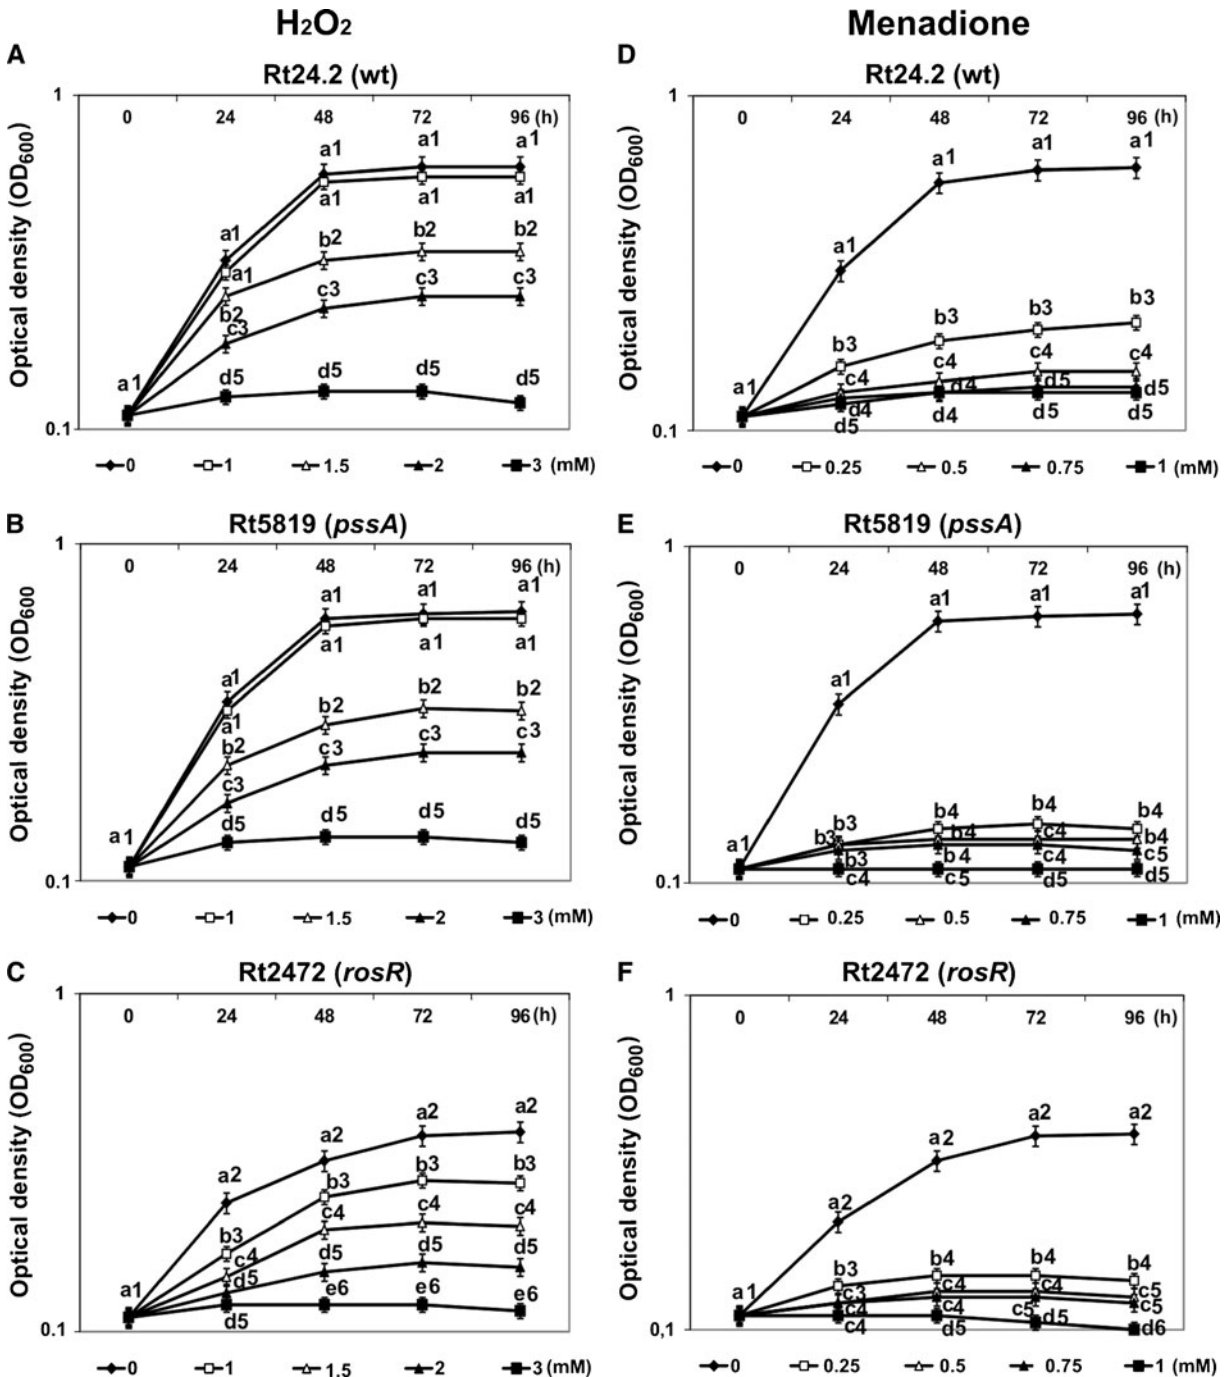 H2O2
Menadione
A
Rt24.2 (wt)
Optical density (OD600)
1
0 24 48 72 96 (h)
a1 a1 a1 a1
a1 a1 a1 a1
b2 b2 b2 b2
c3 c3 c3 c3
a1 d5 d5 d5 d5
0.1
0 1 1.5 2 3 (mM)
D
Rt24.2 (wt)
Optical density (OD600)
1
0 24 48 72 96 (h)
a1 a1 a1 a1
b3 b3 b3 b3
a1 c4 c4 c4 c4
d4 d4 d5 d5
d5 d4 d5 d5
0.1
0 0.25 0.5 0.75 1 (mM)
B
Rt5819 (pssA)
Optical density (OD600
1
0 24 48 72 96 (h)
a1 a1 a1 a1
a1 a1 a1 a1
b2 b2 b2 b2
c3 c3 c3 c3
a1 d5 d5 d5 d5
0.1
0 1 1.5 2 3 (mM)
E
Rt5819 (pssA)
Optical density (OD600)
1
0 24 48 72 96 (h)
a1 a1 a1 a1
a1 b3 b4 b4 b4
b3 b4 c4 b4
b3 b4 c4 c5
c4 c5 d5 d5
0.1
0 0.25 0.5 0.75 1 (mM)
C
Rt2472 (rosR)
Optical density (OD600)
1
0 24 48 72 96 (h)
a2 a2 a2 a2
b3 b3 b3 b3
c4 c4 c4 c4
d5 d5 d5 d5
a1 d5 e6 e6 e6
0.1
0 1 1.5 2 3 (mM)
F
Rt2472 (rosR)
Optical density (OD600)
1
0 24 48 72 96 (h)
a2 a2 a2 a2
a1 b3 b4 b4 b4
c3 c4 c4 c5
c4 c4 c5 c5
c4 d5 d5 d6
0,1
0 0.25 0.5 0.75 1 (mM)